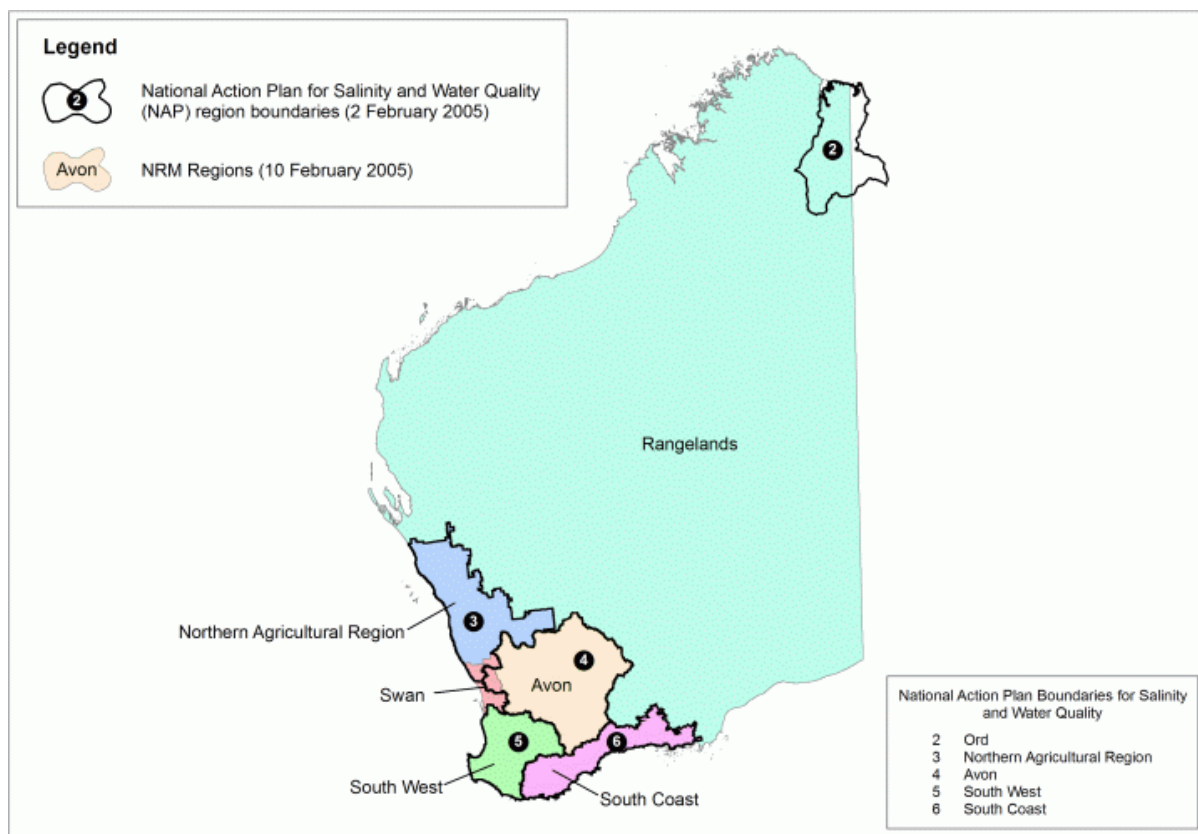 Legend
2
National Action Plan for Salinity and Water Quality
(NAP) region boundaries (2 February 2005)
Avon
NRM Regions (10 February 2005)
2
Rangelands
3
Northern Agricultural Region
4
Swan
Avon
5
6
South West
South Coast
National Action Plan Boundaries for Salinity
and Water Quality
2 Ord
3 Northern Agricultural Region
4 Avon
5 South West
6 South Coast